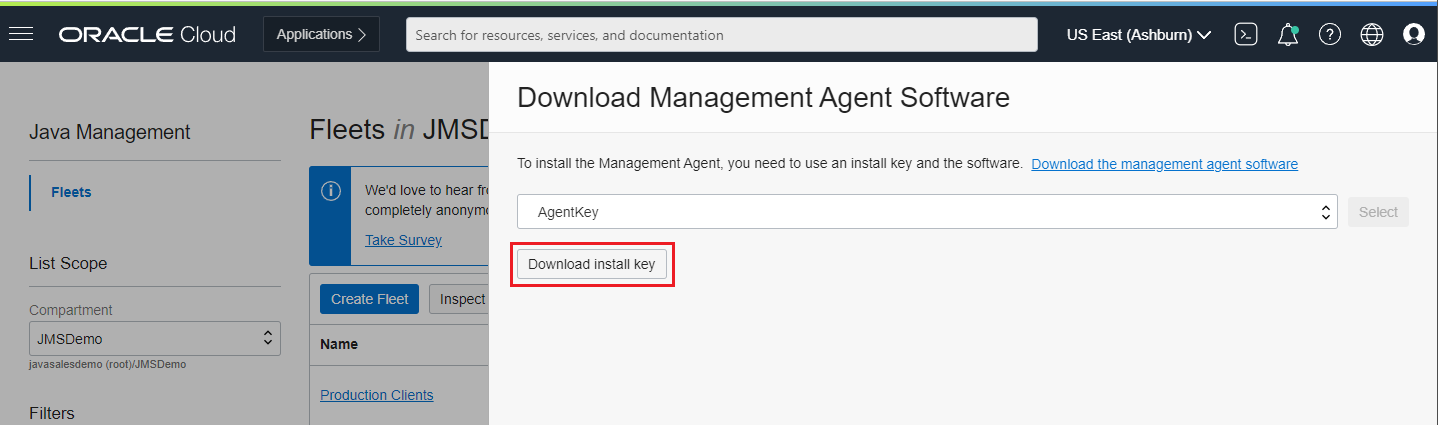 ORACLE Cloud
Applications
Search for resources, services, and documentation
US East (Ashburn)
Java Management
Fleets
List Scope
Compartment
JMSDemo
javasalesdemo (root)/JMSDemo
Filters
Fleets in JMSD
We'd love to hear fr
completely anonymo
Take Survey
Create Fleet
Inspect
Name
Production Clients
Download Management Agent Software
To install the Management Agent, you need to use an install key and the software. Download the management agent software
AgentKey
Select
Download install key